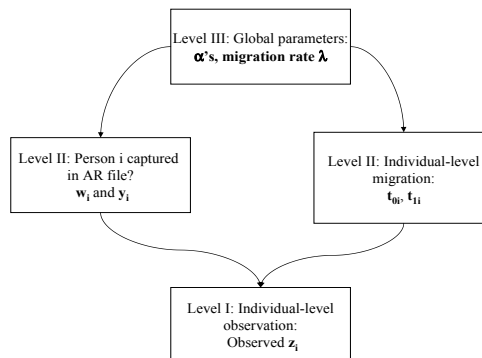 Level III: Global parameters:
α's, migration rate λ
Level II: Person i captured
in AR file?
wᵢ and yᵢ
Level II: Individual-level
migration:
t₀ᵢ, t₁ᵢ
Level I: Individual-level
observation:
Observed zᵢ